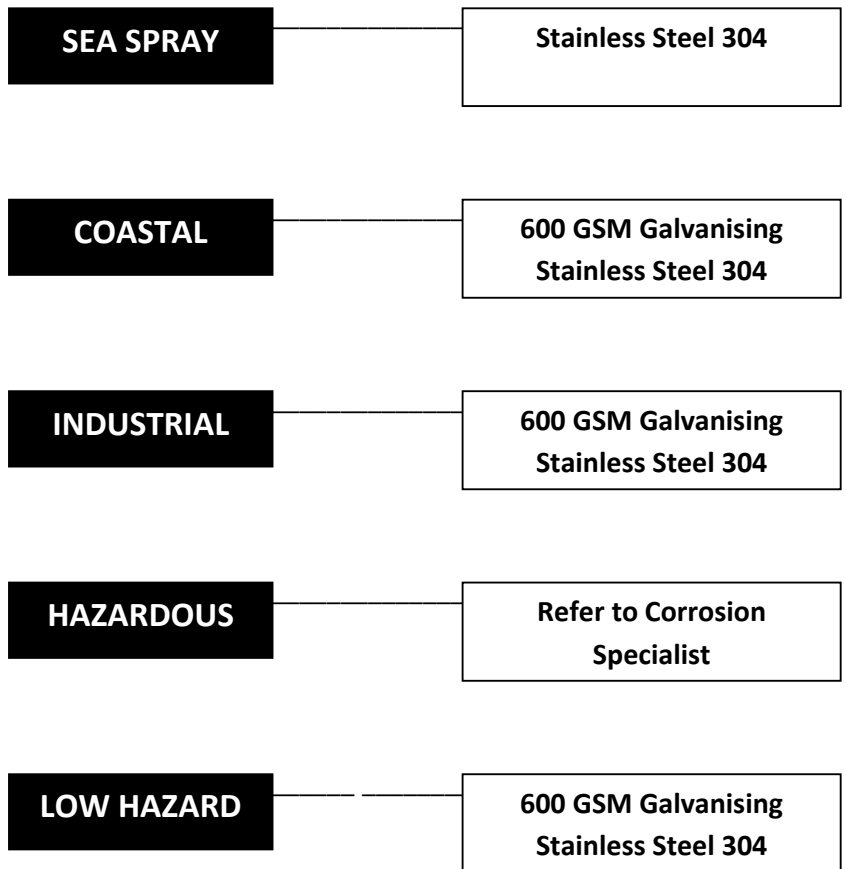 SEA SPRAY
Stainless Steel 304
COASTAL
600 GSM Galvanising
Stainless Steel 304
INDUSTRIAL
600 GSM Galvanising
Stainless Steel 304
HAZARDOUS
Refer to Corrosion
Specialist
LOW HAZARD
600 GSM Galvanising
Stainless Steel 304